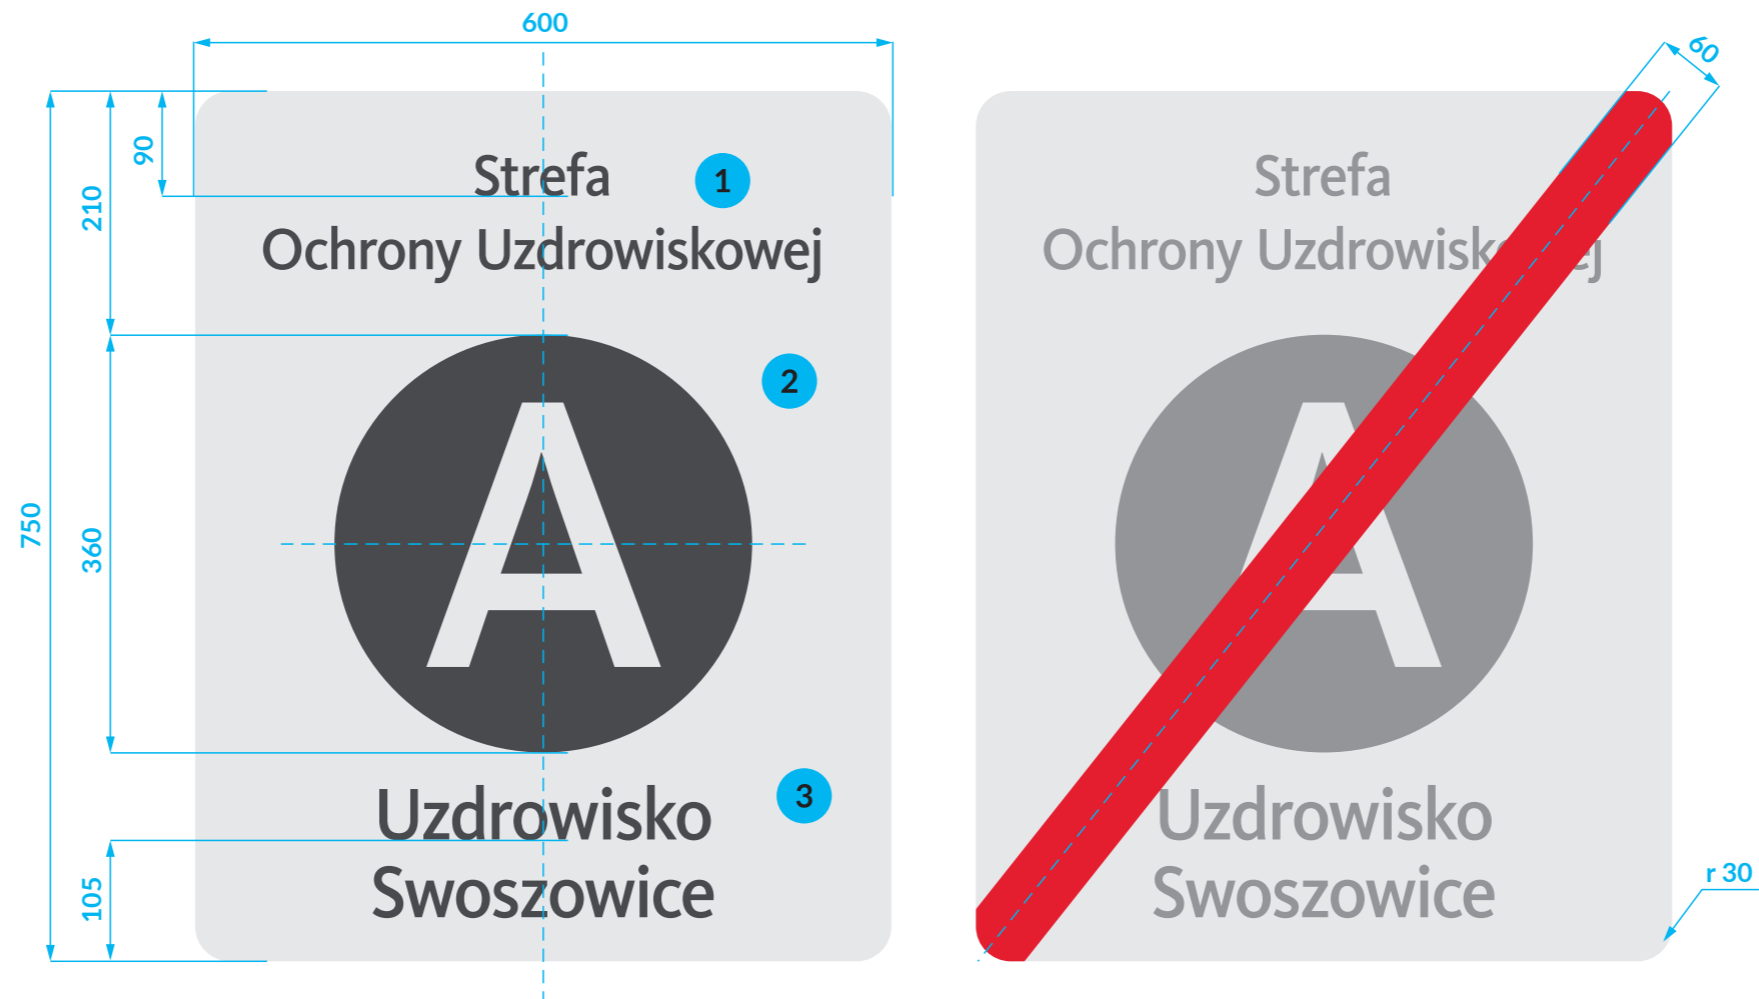 600
60
90
210
750
360
105
Strefa
1
Ochrony Uzdrowiskowej
2
A
3
Uzdrowisko
Swoszowice
Strefa
Ochrony Uzdrowisk ej
A
Uzdrowisko
Swoszowice
r 30